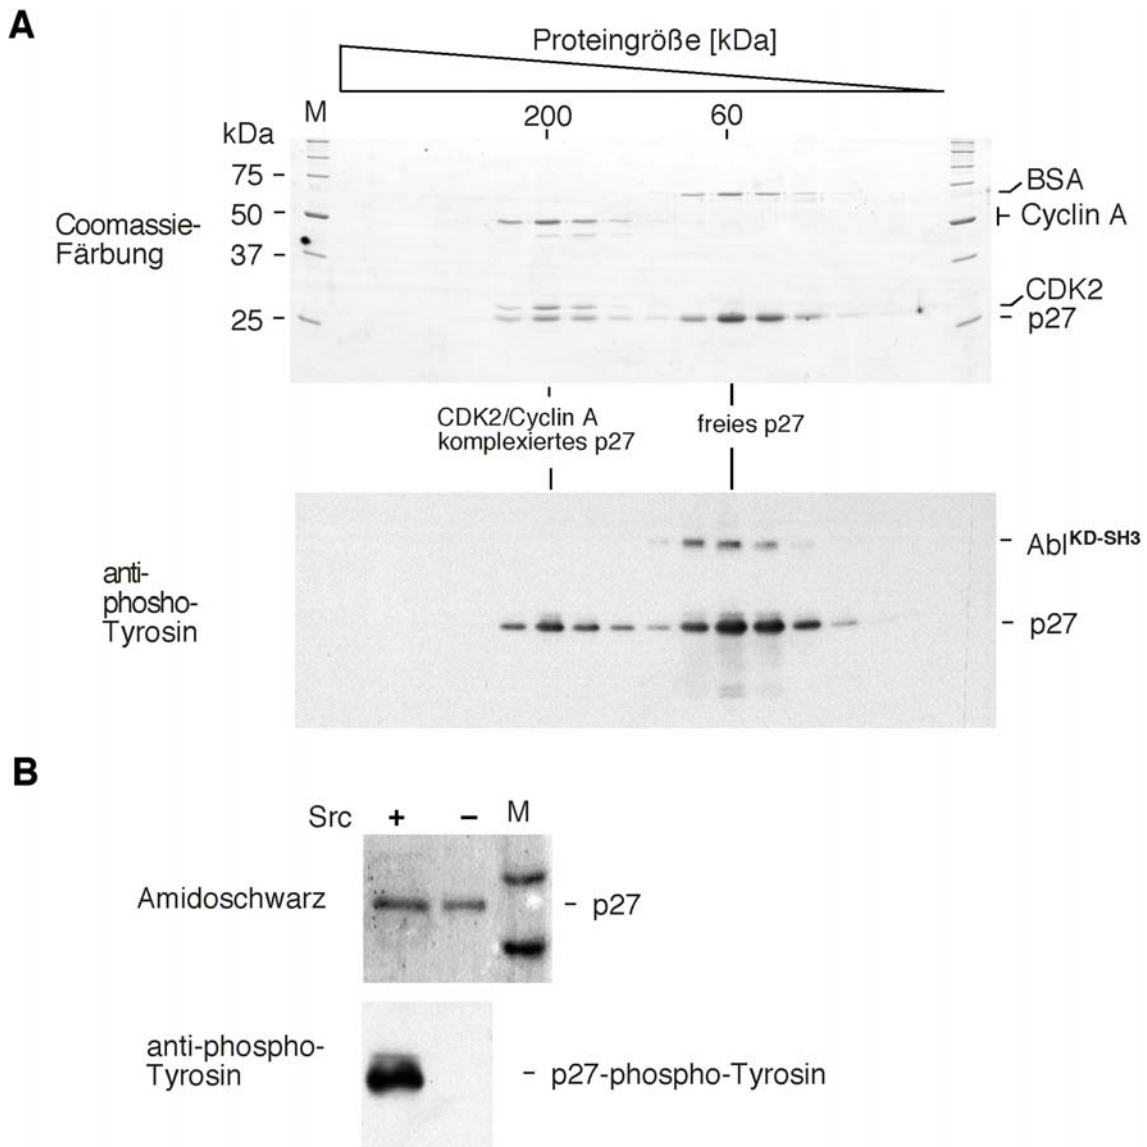 A
Proteingröße [kDa]
M
200
60
kDa
75
50
37
25
Coomassie-
Färbung
BSA
Cyclin A
CDK2
p27
CDK2/Cyclin A
komplexiertes p27
freies p27
anti-
phosho-
Tyrosin
Abl KD-SH3
p27
B
Src + – M
Amidoschwarz
p27
anti-phospho-
Tyrosin
p27-phospho-Tyrosin